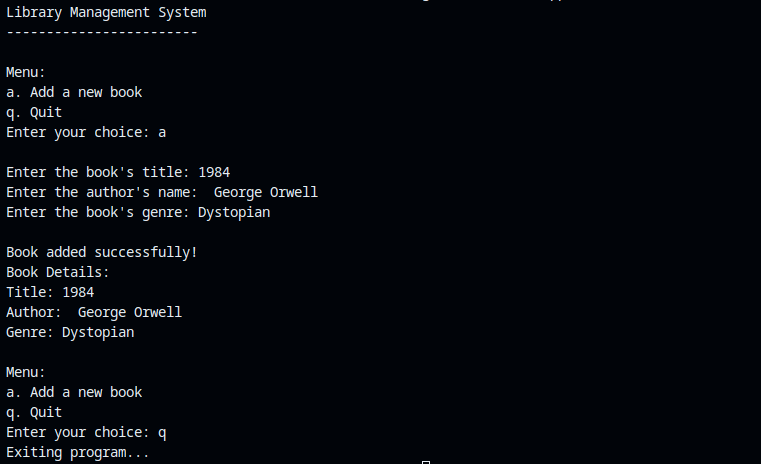 Library Management System
------------------------
Menu:
a. Add a new book
q. Quit
Enter your choice: a
Enter the book's title: 1984
Enter the author's name:  George Orwell
Enter the book's genre: Dystopian
Book added successfully!
Book Details:
Title: 1984
Author:  George Orwell
Genre: Dystopian
Menu:
a. Add a new book
q. Quit
Enter your choice: q
Exiting program...